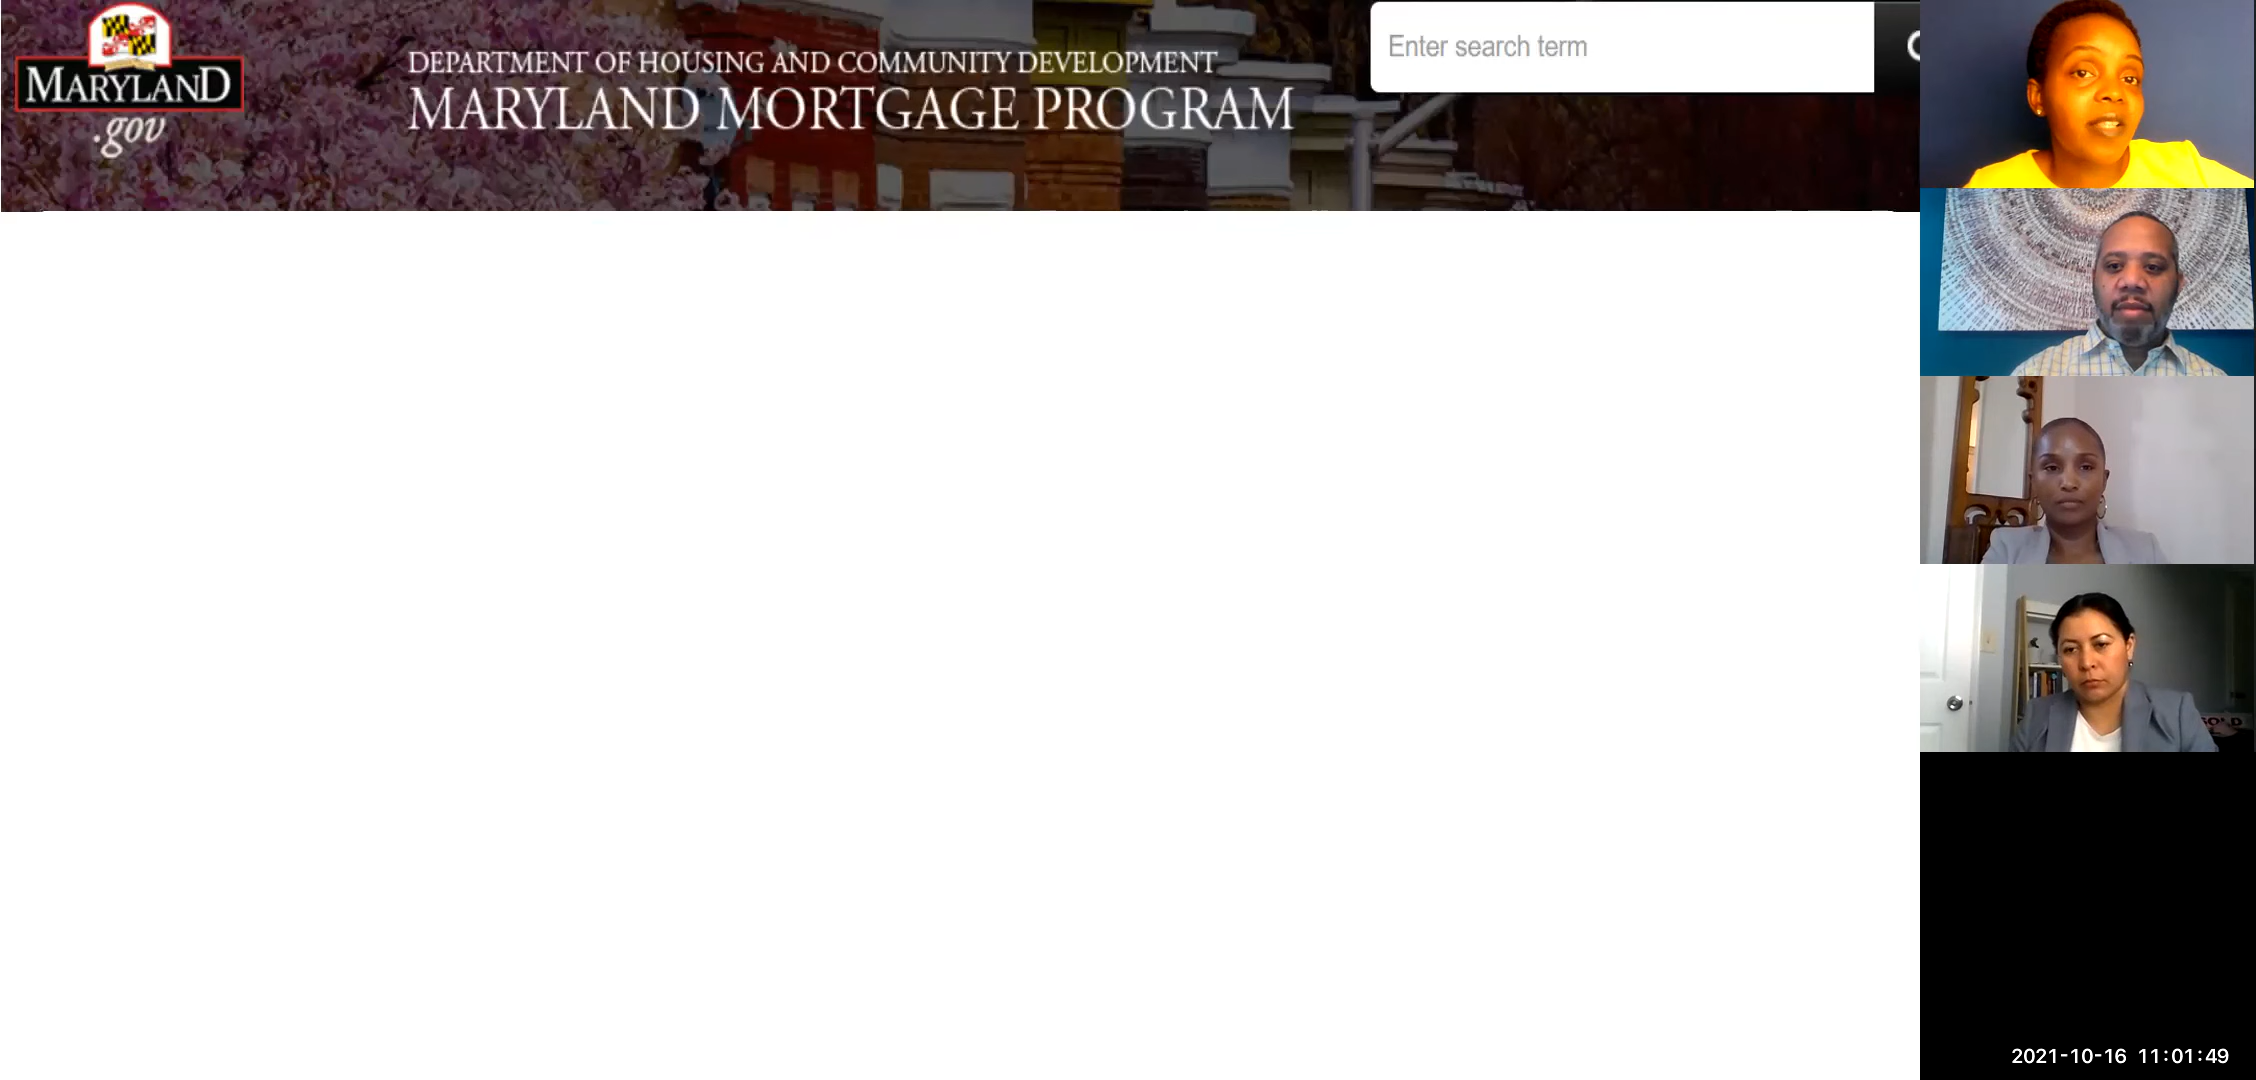 MARYLAND
.gov
DEPARTMENT OF HOUSING AND COMMUNITY DEVELOPMENT
MARYLAND MORTGAGE PROGRAM
Enter search term
SOLD
2021-10-16 11:01:49